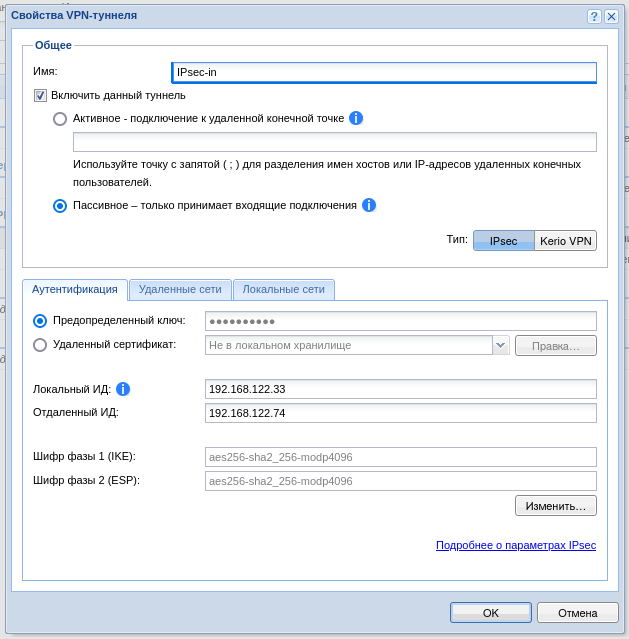 Свойства VPN-туннеля
Общее
Имя: IPsec-in
Включить данный туннель
Активное - подключение к удаленной конечной точке
Используйте точку с запятой ( ; ) для разделения имен хостов или IP-адресов удаленных конечных
пользователей.
Пассивное – только принимает входящие подключения
Тип: IPsec Kerio VPN
Аутентификация Удаленные сети Локальные сети
Предопределенный ключ: ●●●●●●●●●●
Удаленный сертификат: Не в локальном хранилище Правка...
Локальный ИД: 192.168.122.33
Отдаленный ИД: 192.168.122.74
Шифр фазы 1 (IKE): aes256-sha2_256-modp4096
Шифр фазы 2 (ESP): aes256-sha2_256-modp4096
Изменить...
Подробнее о параметрах IPsec
OK Отмена